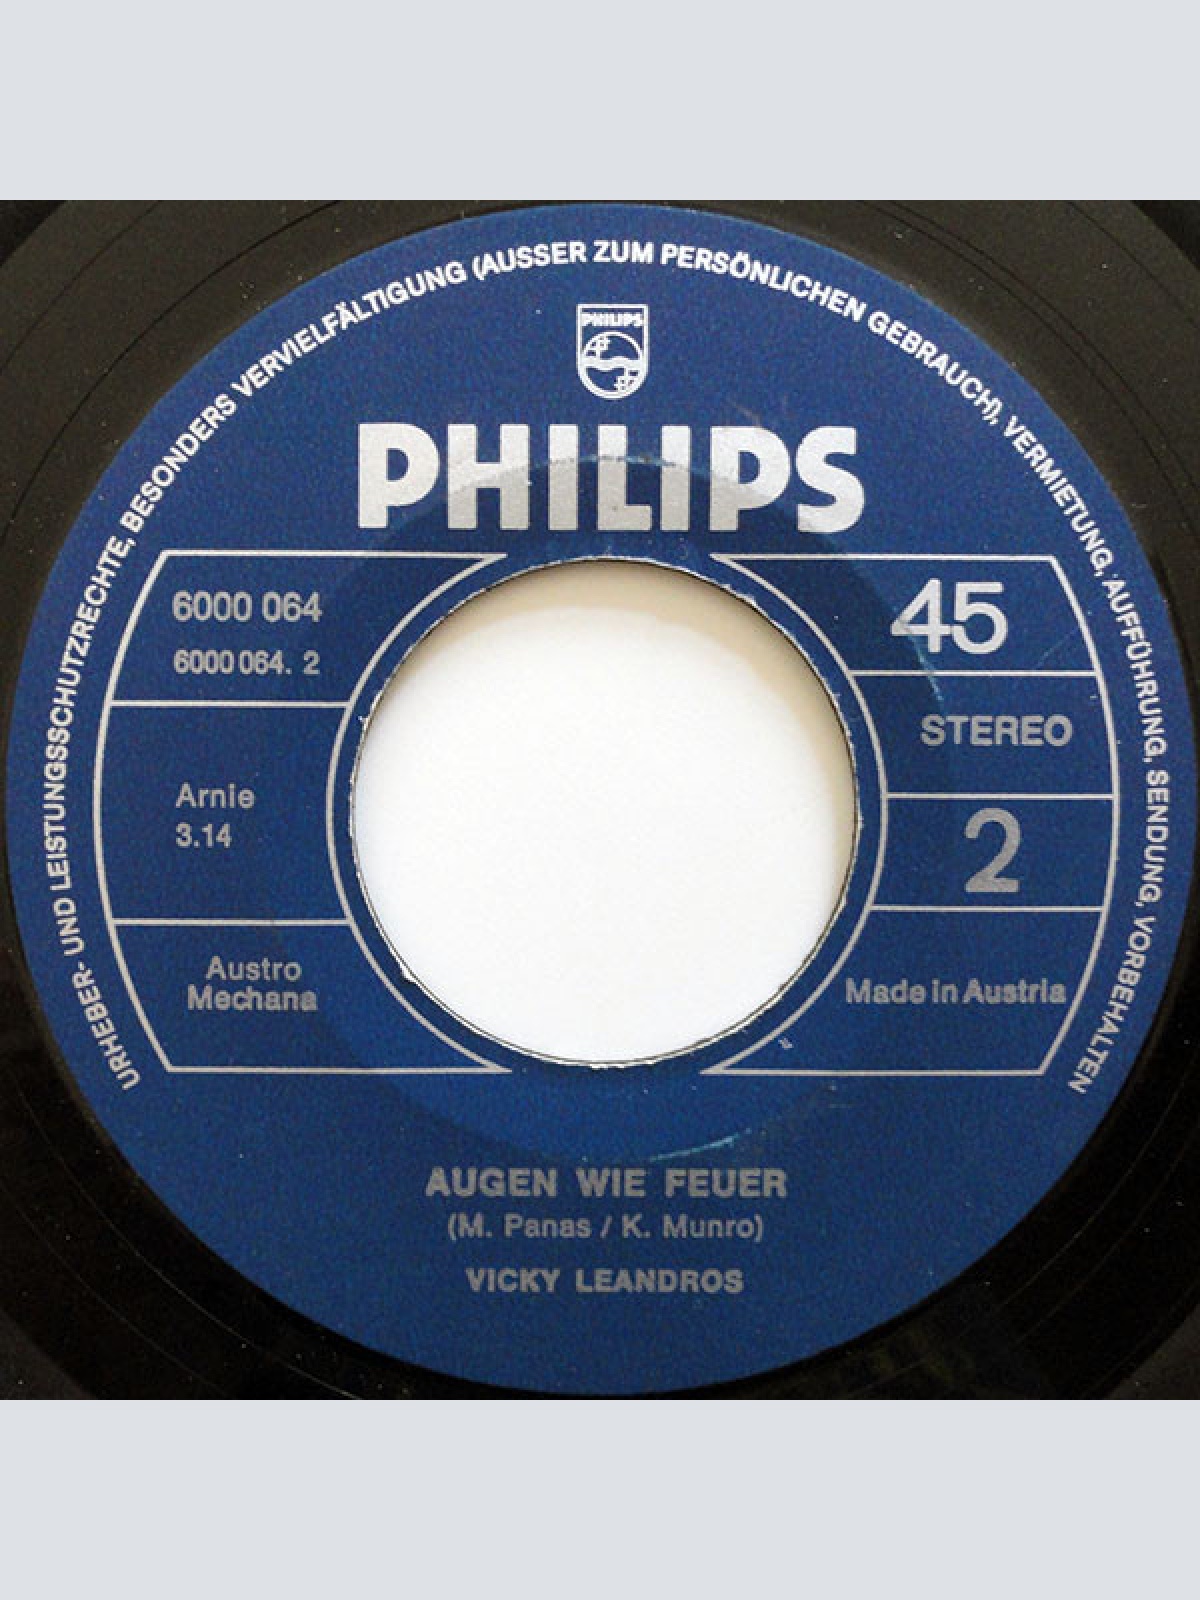 URHEBER- UND LEISTUNGSSCHUTZRECHTE, BESONDERS VERVIELFÄLTIGUNG (AUSSER ZUM PERSÖNLICHEN GEBRAUCH), VERMIETUNG, AUFFÜHRUNG, SENDUNG, VORBEHALTEN
PHILIPS
PHILIPS
6000 064
6000 064. 2
Arnie
3.14
Austro
Mechana
45
STEREO
2
Made in Austria
AUGEN WIE FEUER
(M. Panas / K. Munro)
VICKY LEANDROS